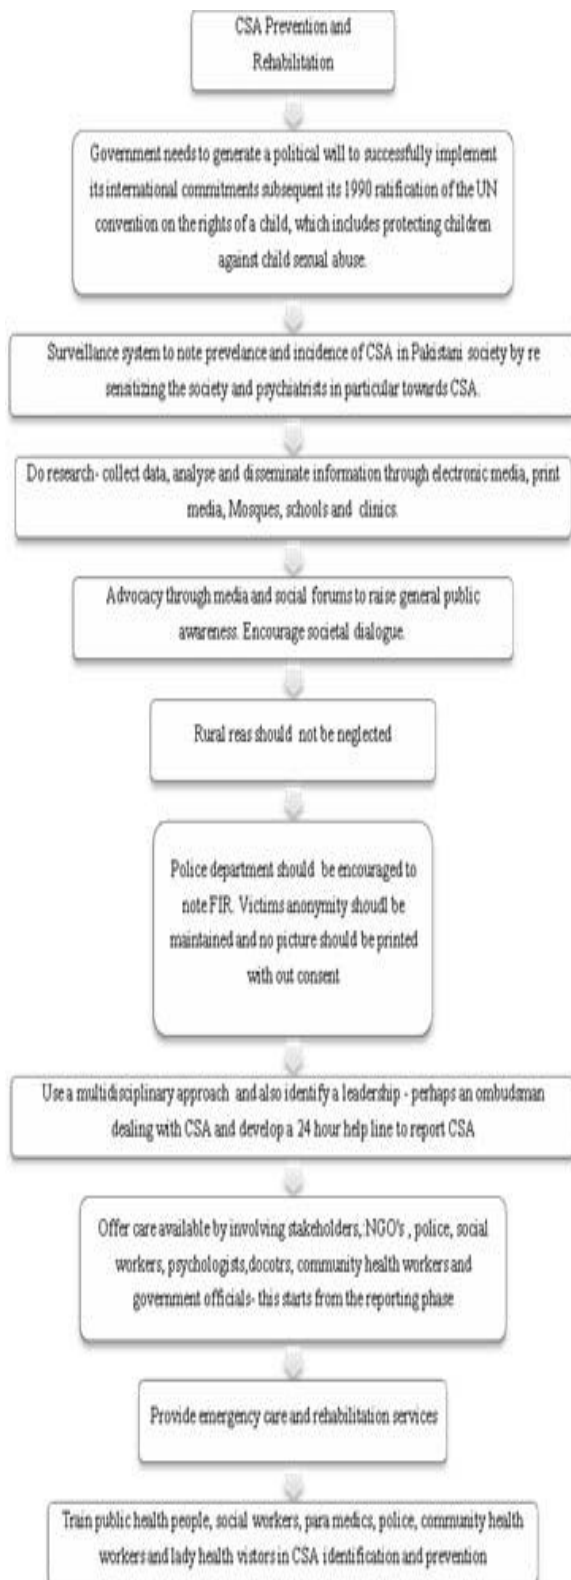 CSA Prevention and
Rehabilitation
Government needs to generate a political will to successfully implement
its international commitments subsequent its 1990 ratification of the UN
convention on the rights of a child, which includes protecting children
against child sexual abuse.
Surveillance system to note prevelance and incidence of CSA in Pakistani society by re
sensitizing the society and psychiatrists in particular towards CSA.
Do research- collect data, analyse and disseminate information through electronic media, print
media, Mosques, schools and clinics.
Advocacy through media and social forums to raise general public
awareness. Encourage societal dialogue.
Rural reas should not be neglected
Police department should be encouraged to
note FIR. Victims anonymity shoudl be
maintained and no picture should be printed
with out consent
Use a multidisciplinary approach and also identify a leadership - perhaps an ombudsman
dealing with CSA and develop a 24 hour help line to report CSA
Offer care available by involving stakeholders, NGO's , police, social
workers, psychologists,docotrs, community health workers and
government officials- this starts from the reporting phase
Provide emergency care and rehabilitation services
Train public health people, social workers, para medics, police, community health
workers and lady health vistors in CSA identification and prevention